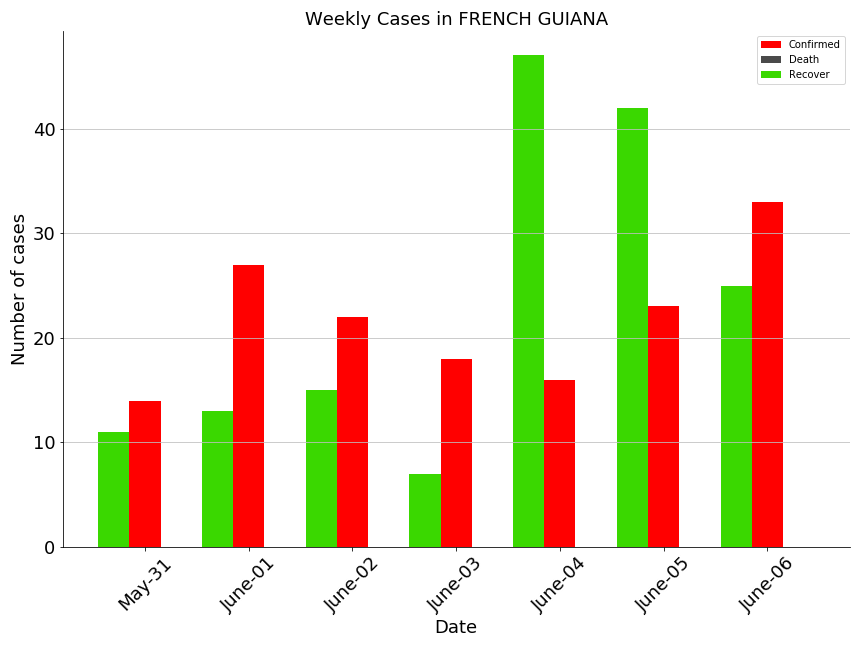 Weekly Cases in FRENCH GUIANA
Confirmed
Death
Recover
Number of cases
40
30
20
10
0
May-31
June-01
June-02
June-03
June-04
June-05
June-06
Date